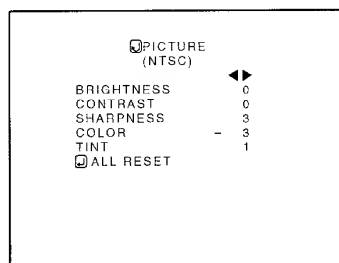 PICTURE
(NTSC)
BRIGHTNESS 0
CONTRAST 0
SHARPNESS 3
COLOR – 3
TINT 1
ALL RESET